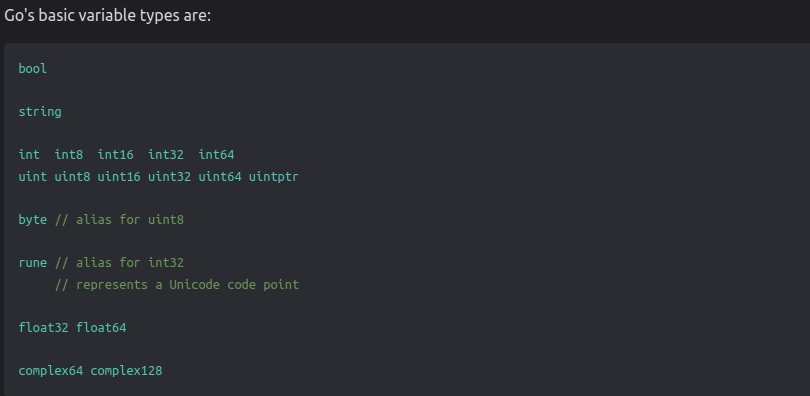 Go's basic variable types are:
bool
string
int  int8  int16  int32  int64
uint uint8 uint16 uint32 uint64 uintptr
byte // alias for uint8
rune // alias for int32
     // represents a Unicode code point
float32 float64
complex64 complex128